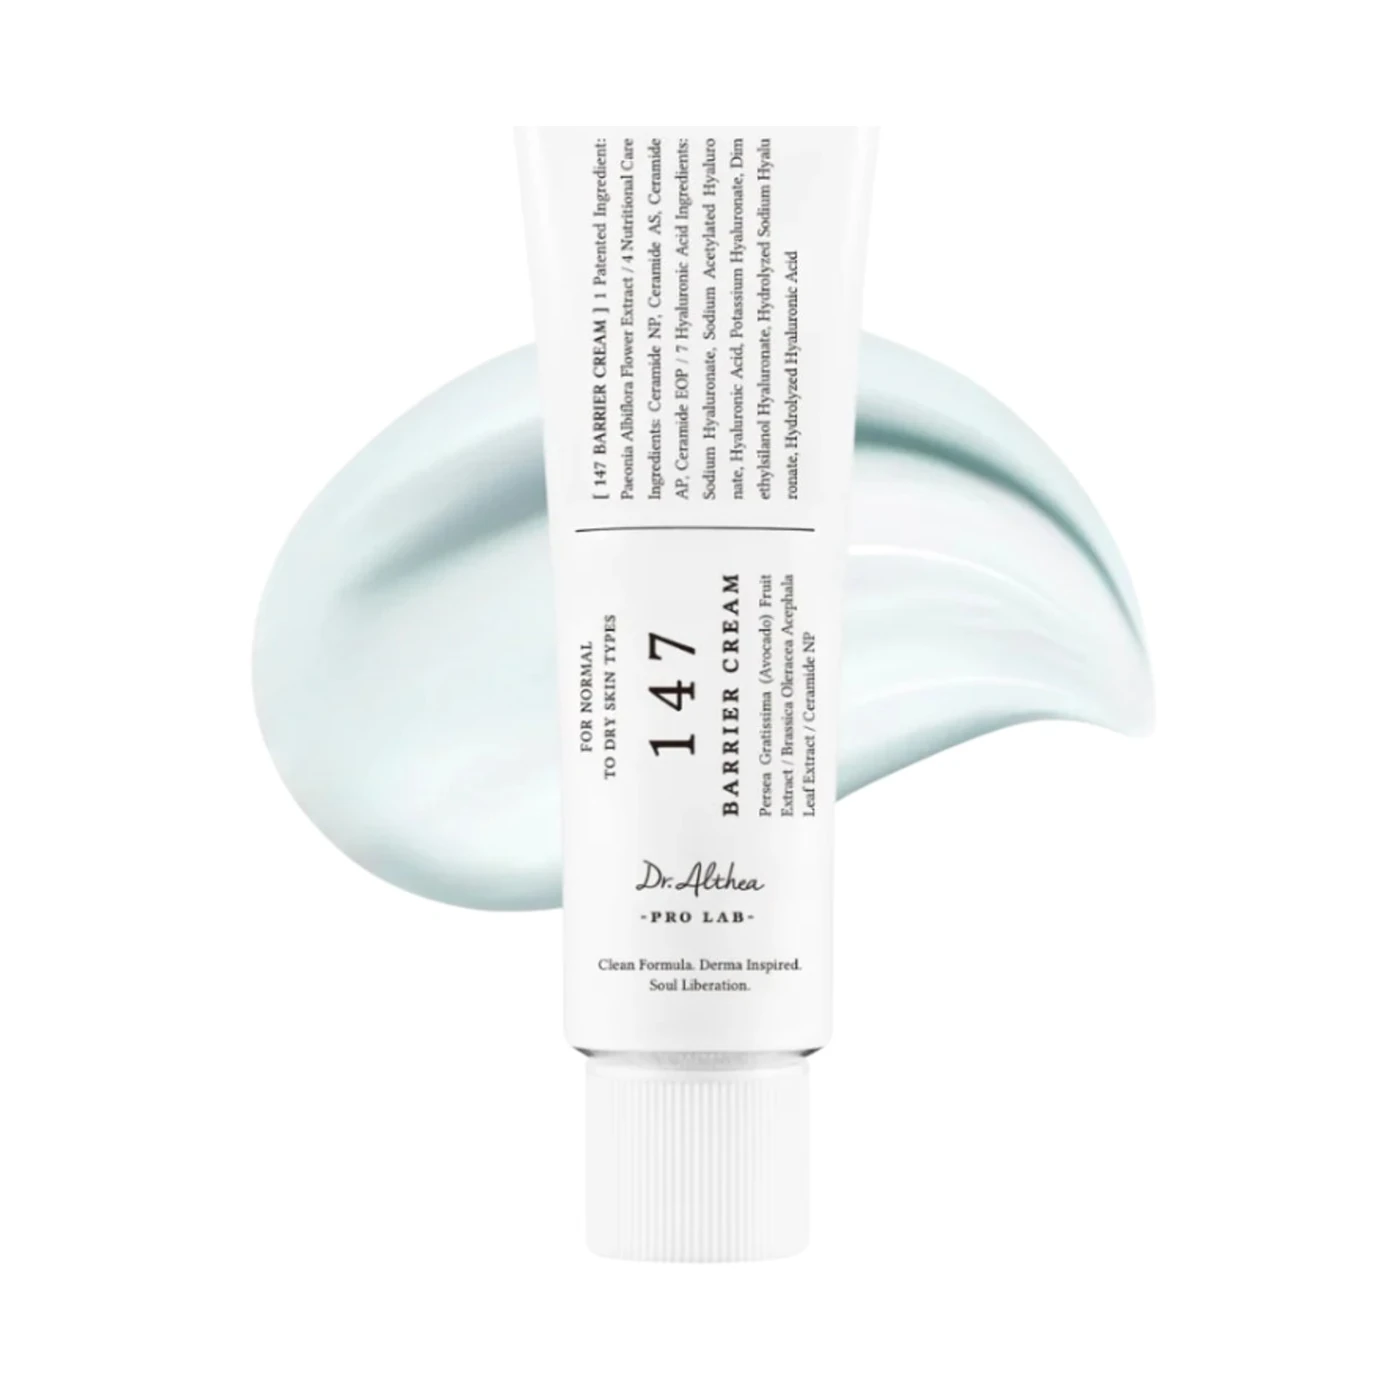 [ 147 BARRIER CREAM ] 1 Patented Ingredient:
Paeonia Albiflora Flower Extract / 4 Nutritional Care
Ingredients: Ceramide NP, Ceramide AS, Ceramide
AP, Ceramide EOP / 7 Hyaluronic Acid Ingredients:
Sodium Hyaluronate, Sodium Acetylated Hyaluro
nate, Hyaluronic Acid, Potassium Hyaluronate, Dim
ethylsilanol Hyaluronate, Hydrolyzed Sodium Hyalu
ronate, Hydrolyzed Hyaluronic Acid
FOR NORMAL
TO DRY SKIN TYPES
147
BARRIER CREAM
Persea Gratissima (Avocado) Fruit
Extract / Brassica Oleracea Acephala
Leaf Extract / Ceramide NP
Dr.Althea
-PRO LAB-
Clean Formula. Derma Inspired.
Soul Liberation.